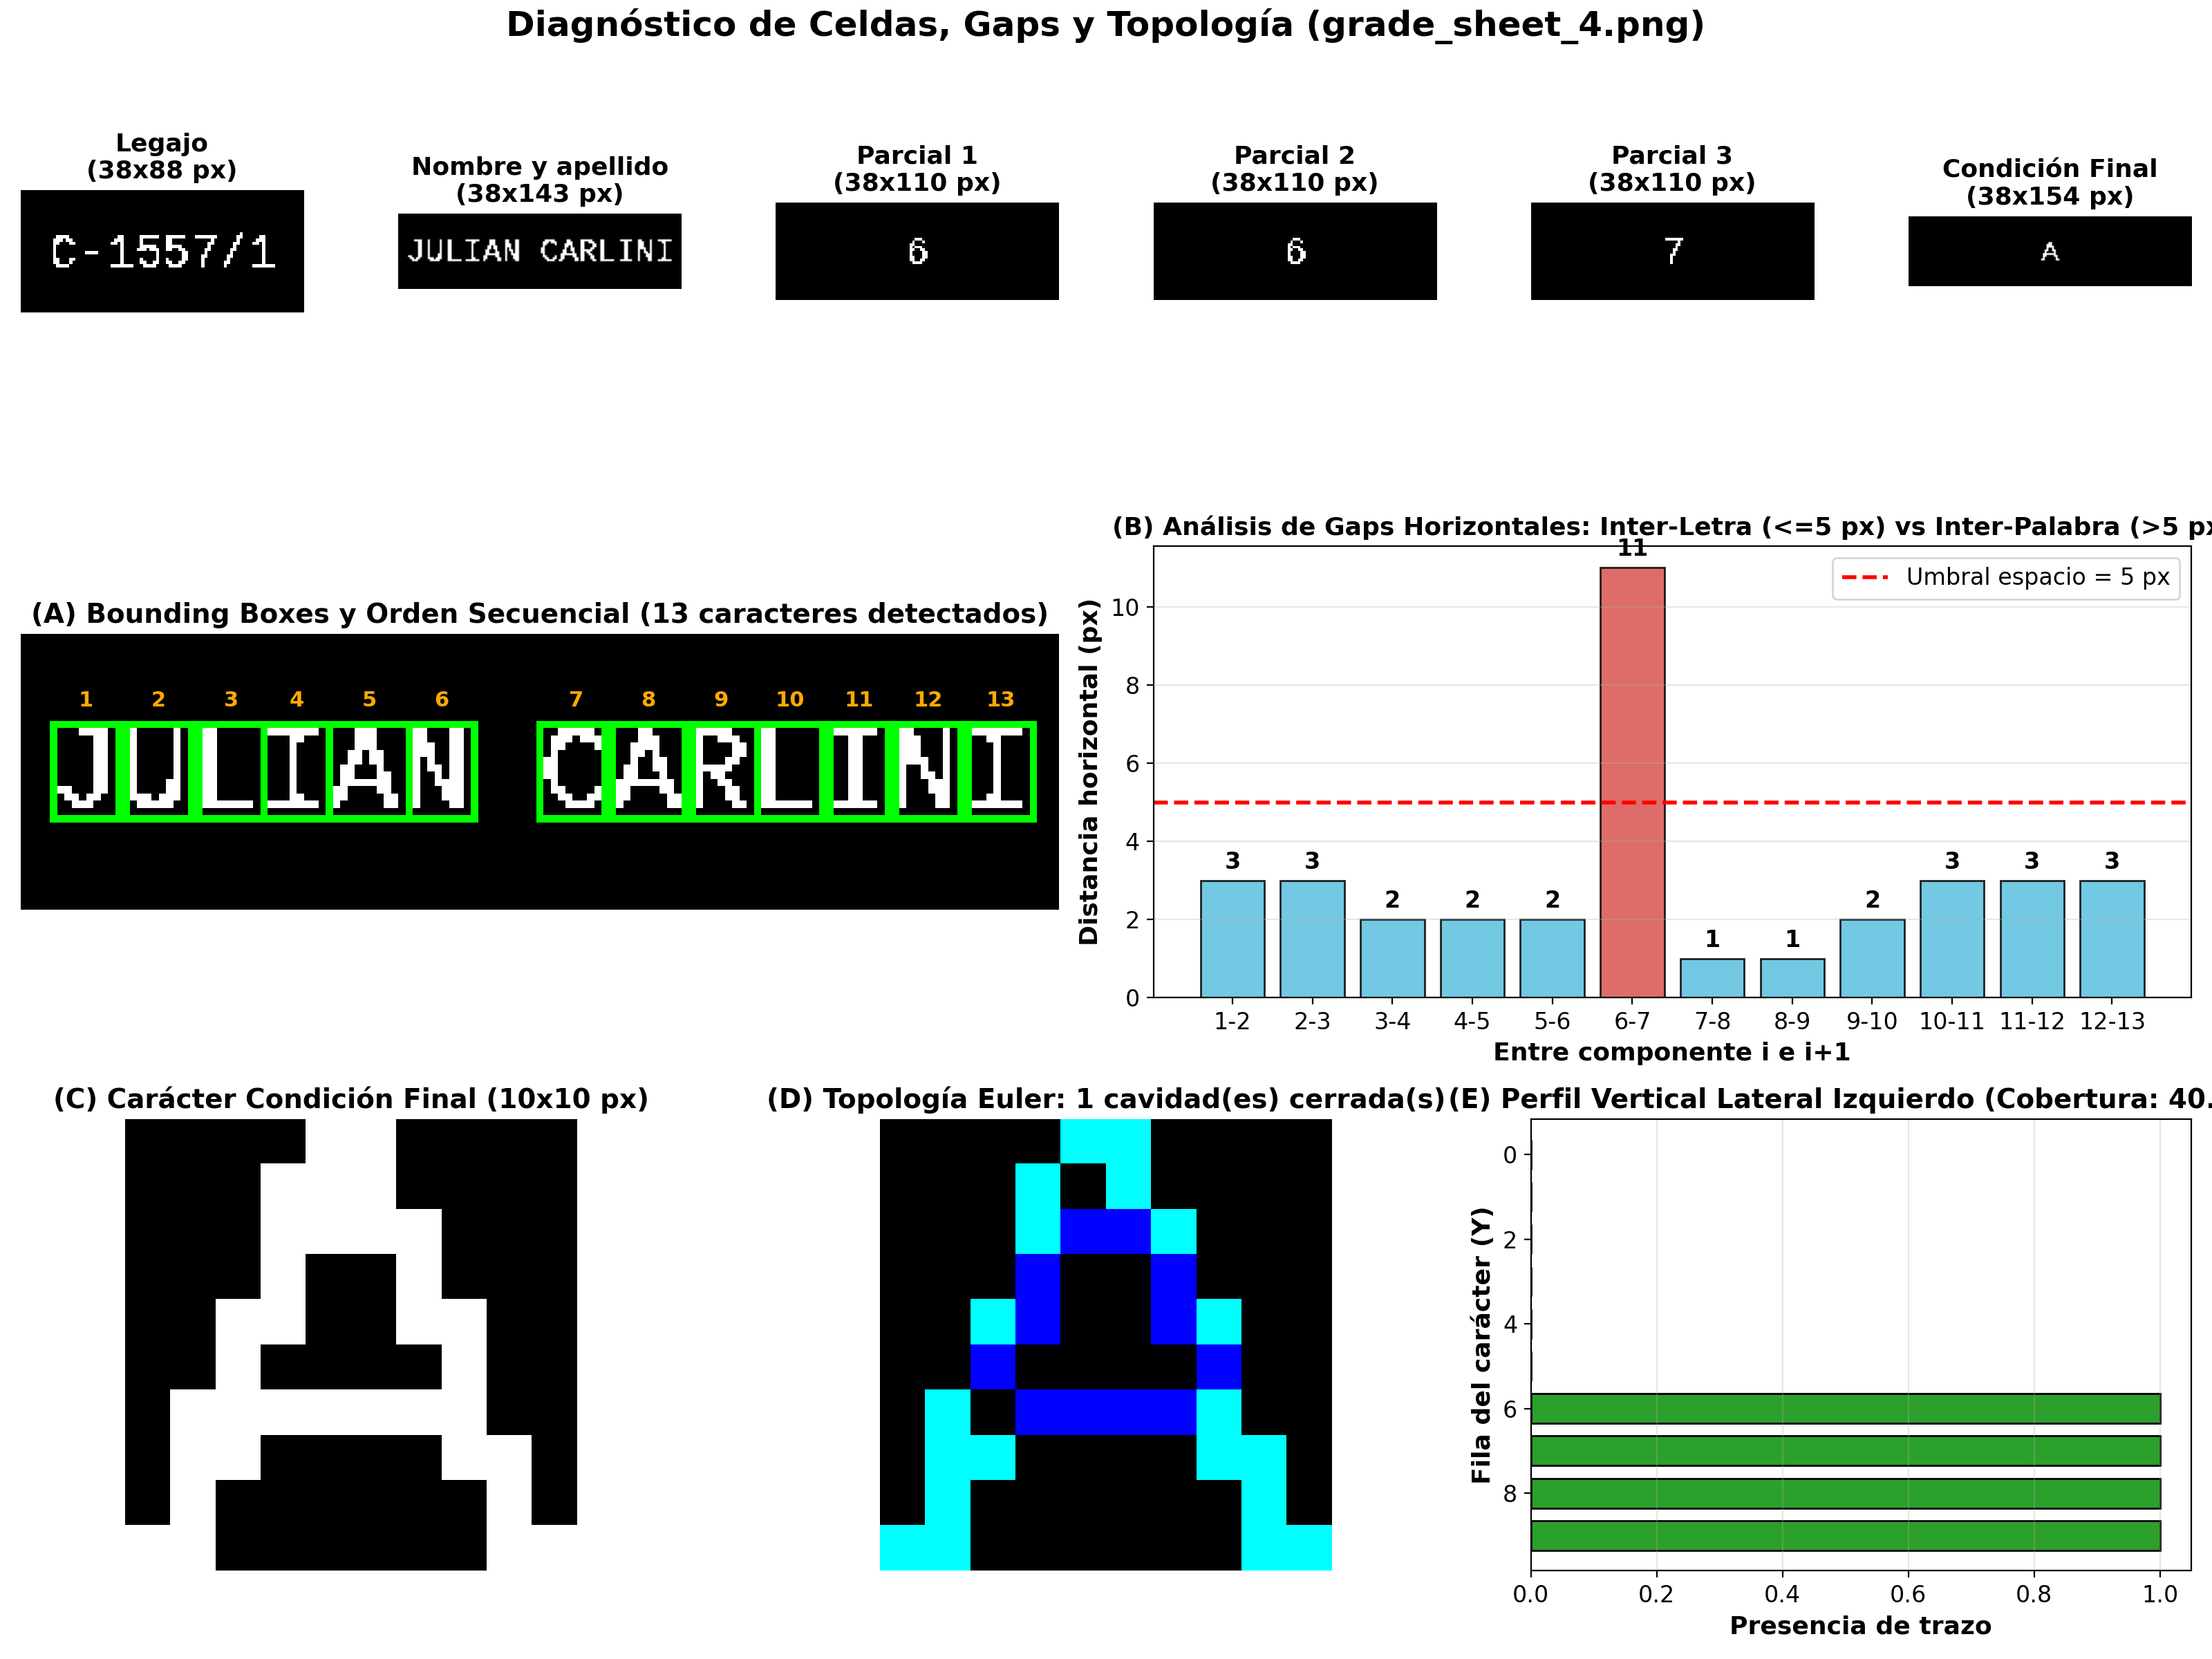 Diagnóstico de Celdas, Gaps y Topología (grade_sheet_4.png)
Legajo
(38x88 px)
Nombre y apellido
(38x143 px)
Parcial 1
(38x110 px)
Parcial 2
(38x110 px)
Parcial 3
(38x110 px)
Condición Final
(38x154 px)
C-1557/1
JULIAN CARLINI
6
6
7
A
(A) Bounding Boxes y Orden Secuencial (13 caracteres detectados)
1 2 3 4 5 6 7 8 9 10 11 12 13
JULIAN CARLINI
(B) Análisis de Gaps Horizontales: Inter-Letra (<=5 px) vs Inter-Palabra (>5 px
Umbral espacio = 5 px
Distancia horizontal (px)
10
8
6
4
2
0
3 3 2 2 2 11 1 1 2 3 3 3
1-2 2-3 3-4 4-5 5-6 6-7 7-8 8-9 9-10 10-11 11-12 12-13
Entre componente i e i+1
(C) Carácter Condición Final (10x10 px)
(D) Topología Euler: 1 cavidad(es) cerrada(s)
(E) Perfil Vertical Lateral Izquierdo (Cobertura: 40.
Fila del carácter (Y)
0
2
4
6
8
0.0 0.2 0.4 0.6 0.8 1.0
Presencia de trazo